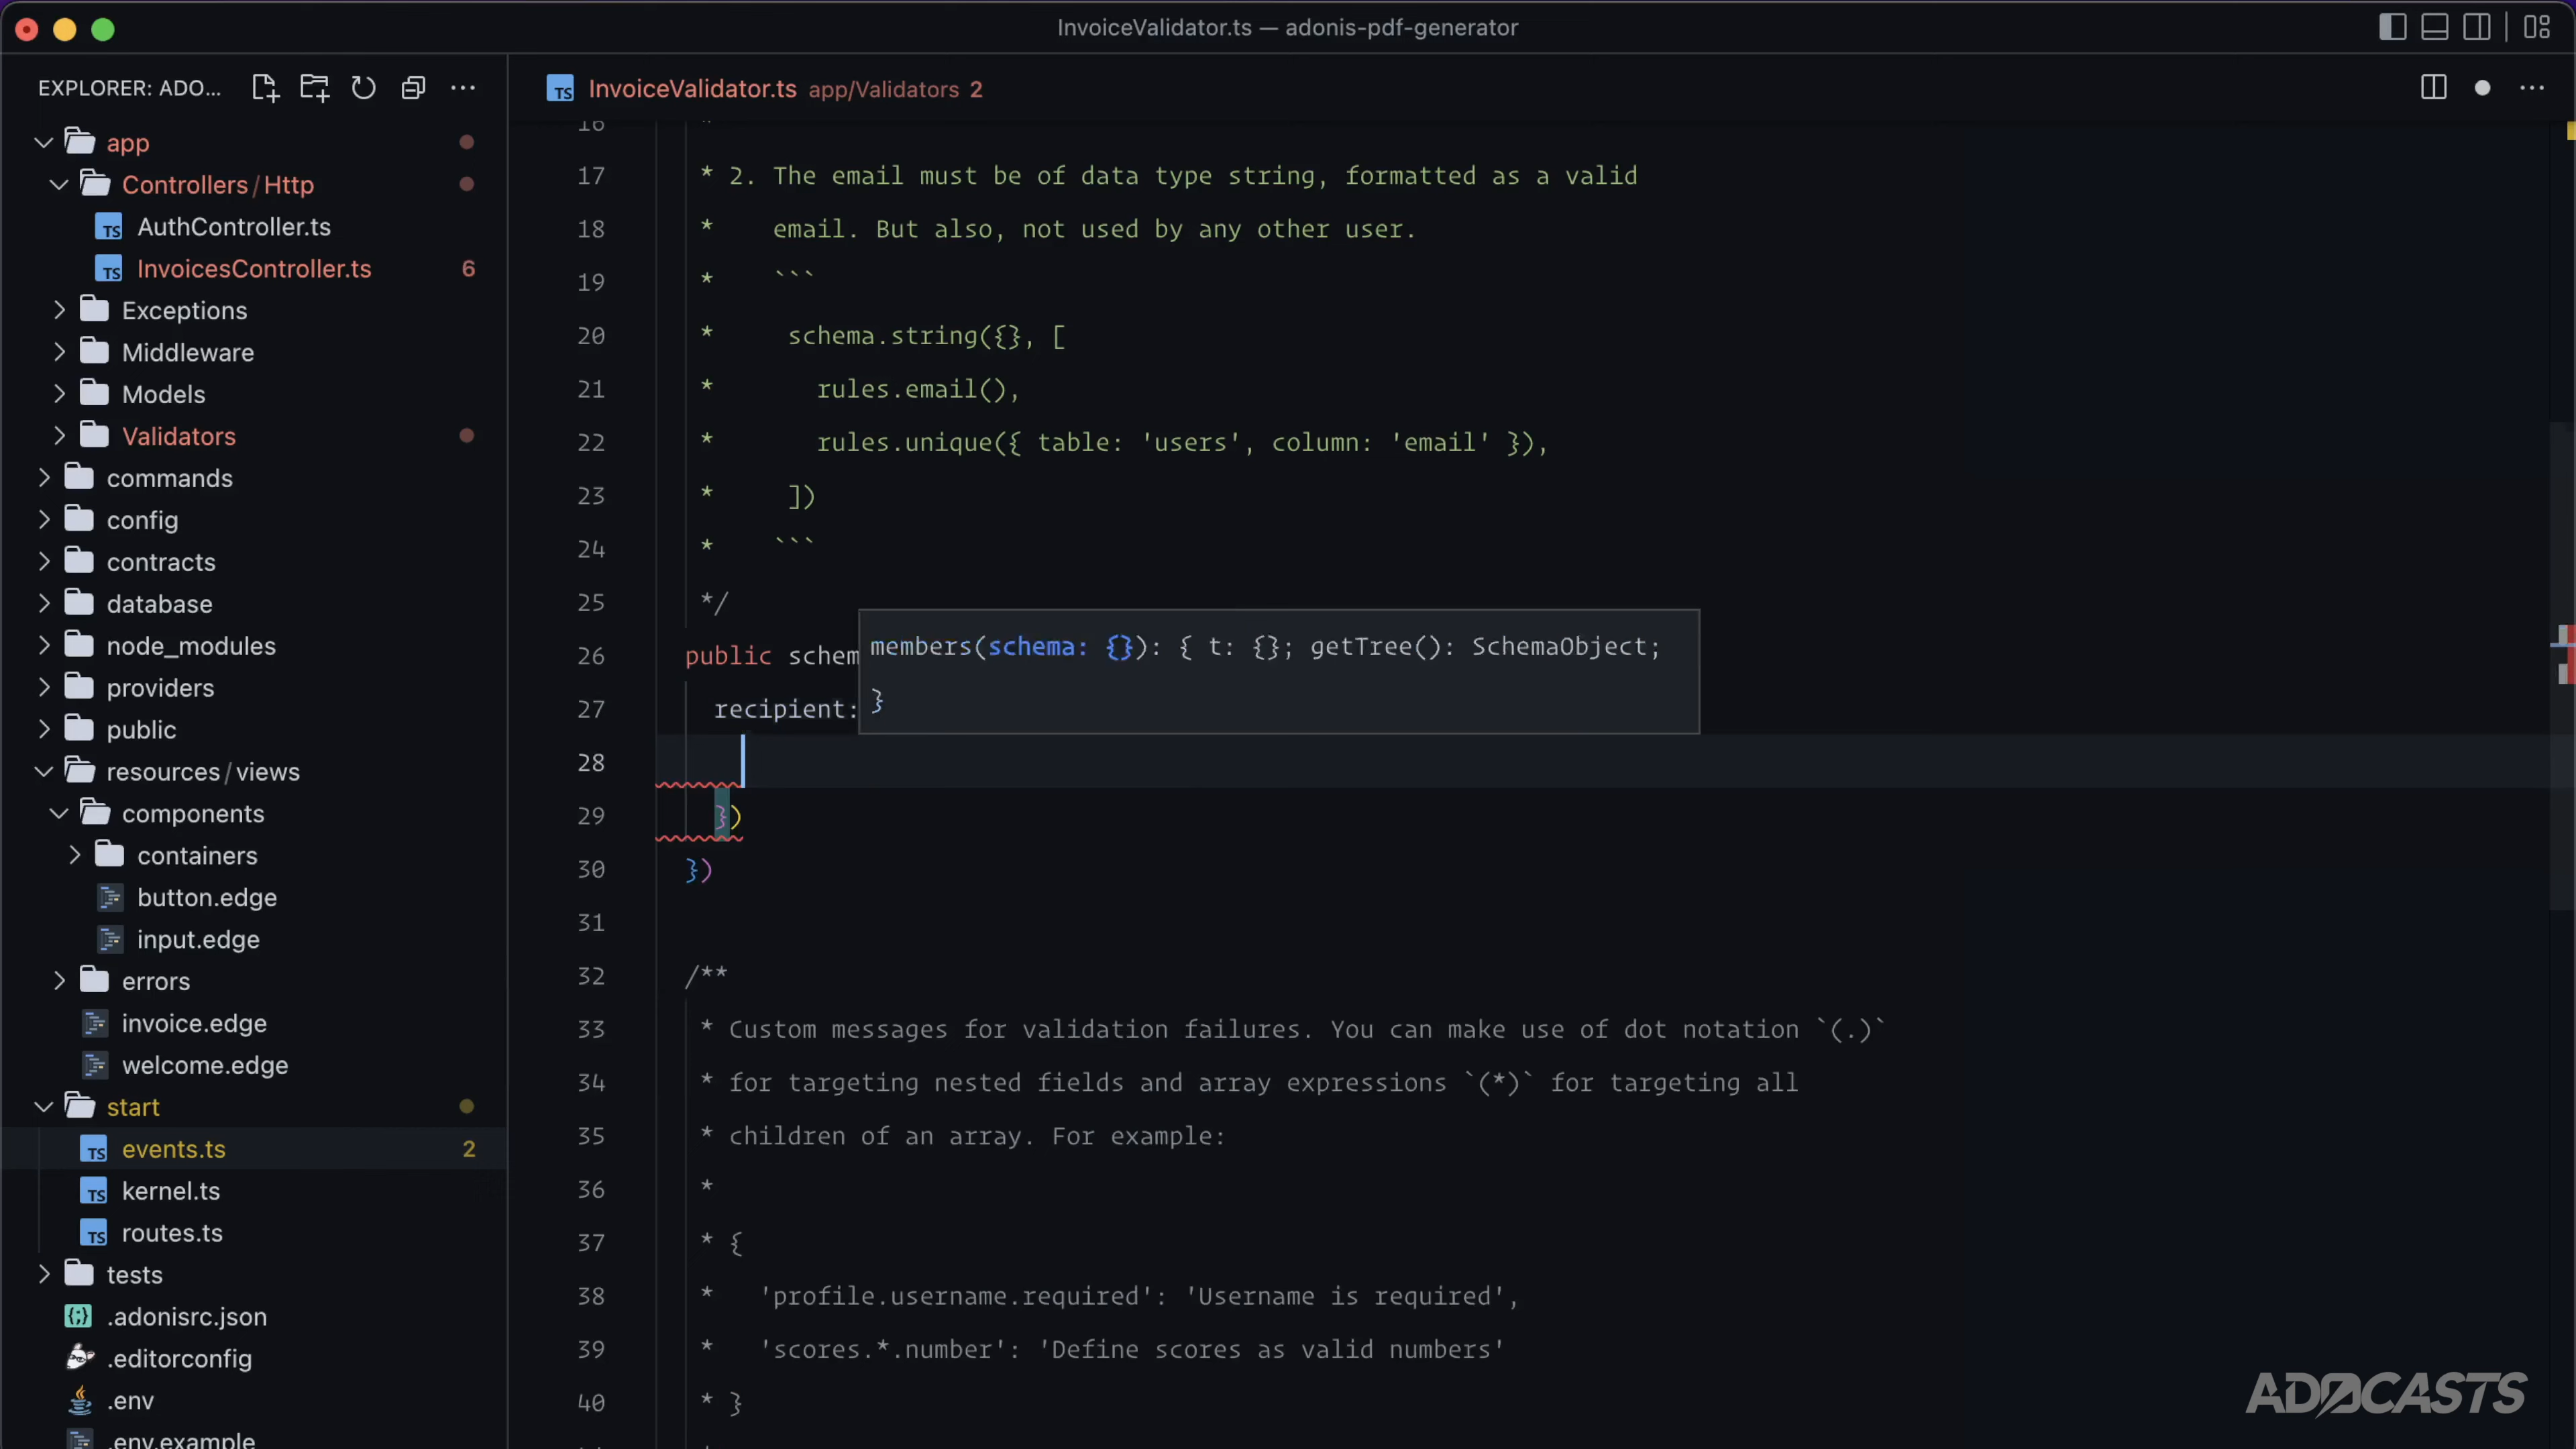 InvoiceValidator.ts — adonis-pdf-generator
EXPLORER: ADO...
InvoiceValidator.ts app/Validators 2
app
Controllers/Http
AuthController.ts
InvoicesController.ts 6
Exceptions
Middleware
Models
Validators
commands
config
contracts
database
node_modules
providers
public
resources/views
components
containers
button.edge
input.edge
errors
invoice.edge
welcome.edge
start
events.ts 2
kernel.ts
routes.ts
tests
.adonisrc.json
.editorconfig
.env
.env.example
16 *
17 * 2. The email must be of data type string, formatted as a valid
18 * email. But also, not used by any other user.
19 * ```
20 * schema.string({}, [
21 * rules.email(),
22 * rules.unique({ table: 'users', column: 'email' }),
23 * ])
24 * ```
25 */
26 public schem
27 recipient:
members(schema: {}): { t: {}; getTree(): SchemaObject;
}
28
29 })
30 })
31
32 /**
33 * Custom messages for validation failures. You can make use of dot notation `(.)`
34 * for targeting nested fields and array expressions `(*)` for targeting all
35 * children of an array. For example:
36 *
37 * {
38 * 'profile.username.required': 'Username is required',
39 * 'scores.*.number': 'Define scores as valid numbers'
40 * }
ADOCASTS